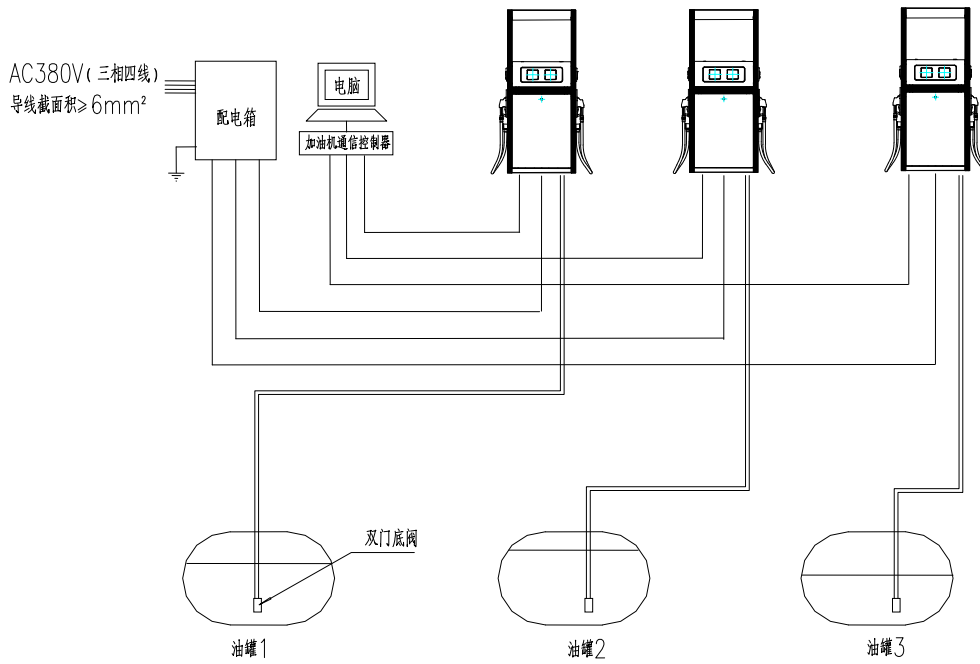 AC380V（三相四线）
导线截面积≥6mm²
配电箱
电脑
加油机通信控制器
双门底阀
油罐1
油罐2
油罐3